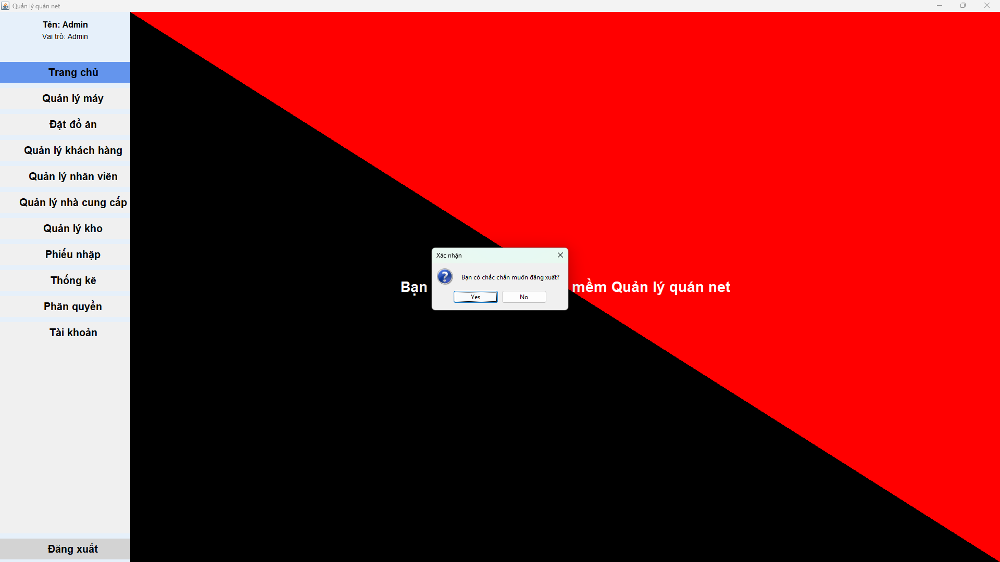 Quản lý quán net
Tên: Admin
Vai trò: Admin
Trang chủ
Quản lý máy
Đặt đồ ăn
Quản lý khách hàng
Quản lý nhân viên
Quản lý nhà cung cấp
Quản lý kho
Phiếu nhập
Thống kê
Phân quyền
Tài khoản
Đăng xuất
Xác nhận
Bạn có chắc chắn muốn đăng xuất?
Yes No
Bạn mềm Quản lý quán net